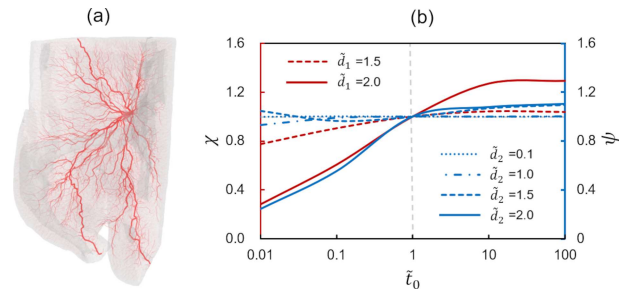 (a)
(b)
1.6
1.2
0.8
0.4
0.0
χ
d̃₁ =1.5
d̃₁ =2.0
d̃₂ =0.1
d̃₂ =1.0
d̃₂ =1.5
d̃₂ =2.0
1.6
1.2
0.8
0.4
0
ψ
0.01 0.1 1 10 100
t̃₀